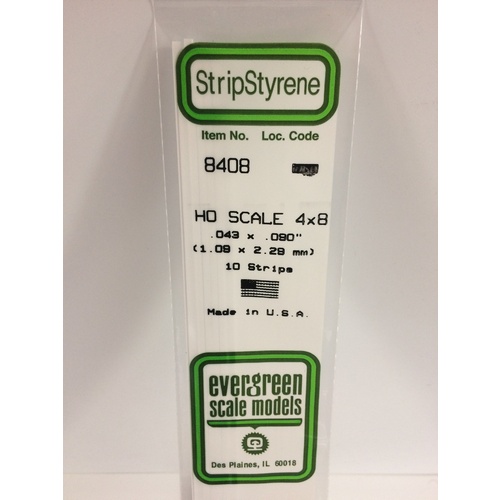 StripStyrene
Item No. Loc. Code
8408
HO SCALE 4x8
.043 x .090"
(1.09 x 2.29 mm)
10 Strips
Made in U.S.A.
evergreen
scale models
Des Plaines, IL 60018